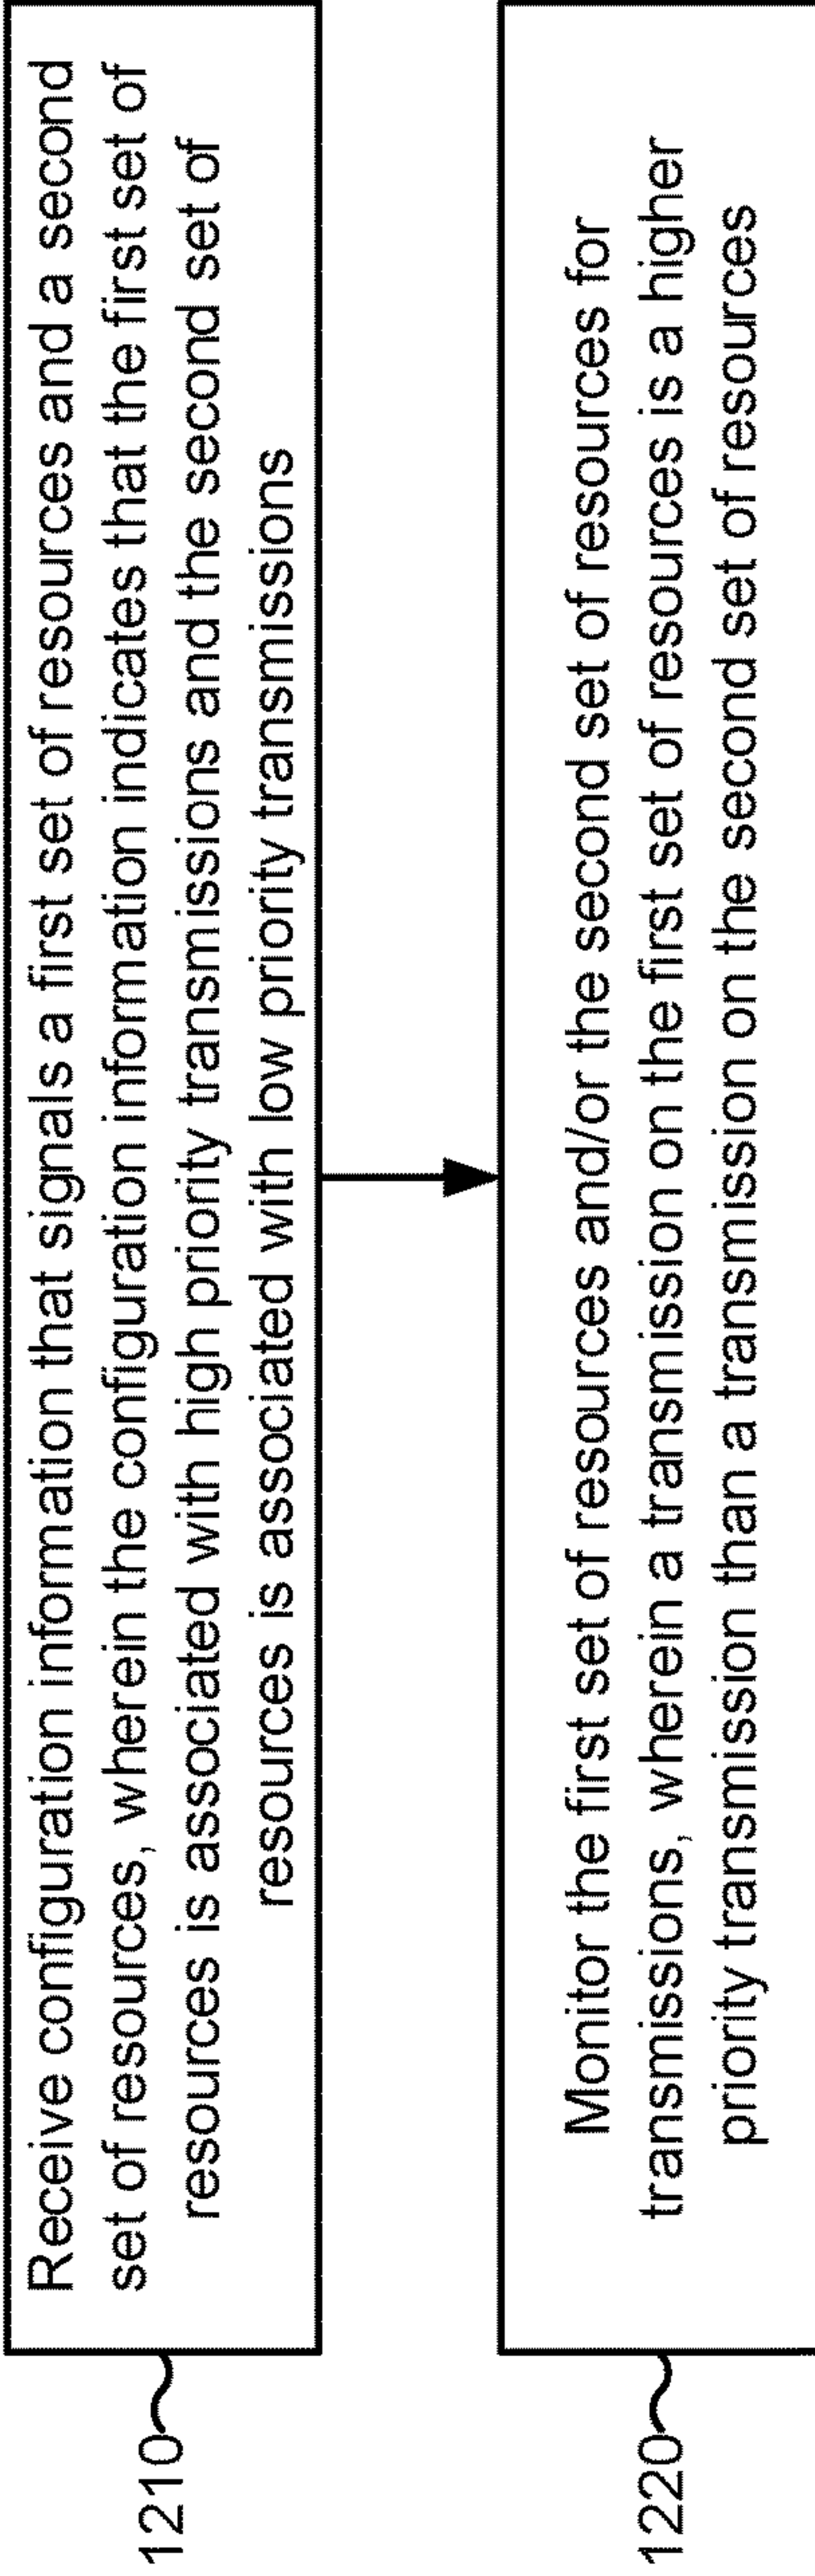 1210
Receive configuration information that signals a first set of resources and a second
set of resources, wherein the configuration information indicates that the first set of
resources is associated with high priority transmissions and the second set of
resources is associated with low priority transmissions
1220
Monitor the first set of resources and/or the second set of resources for
transmissions, wherein a transmission on the first set of resources is a higher
priority transmission than a transmission on the second set of resources